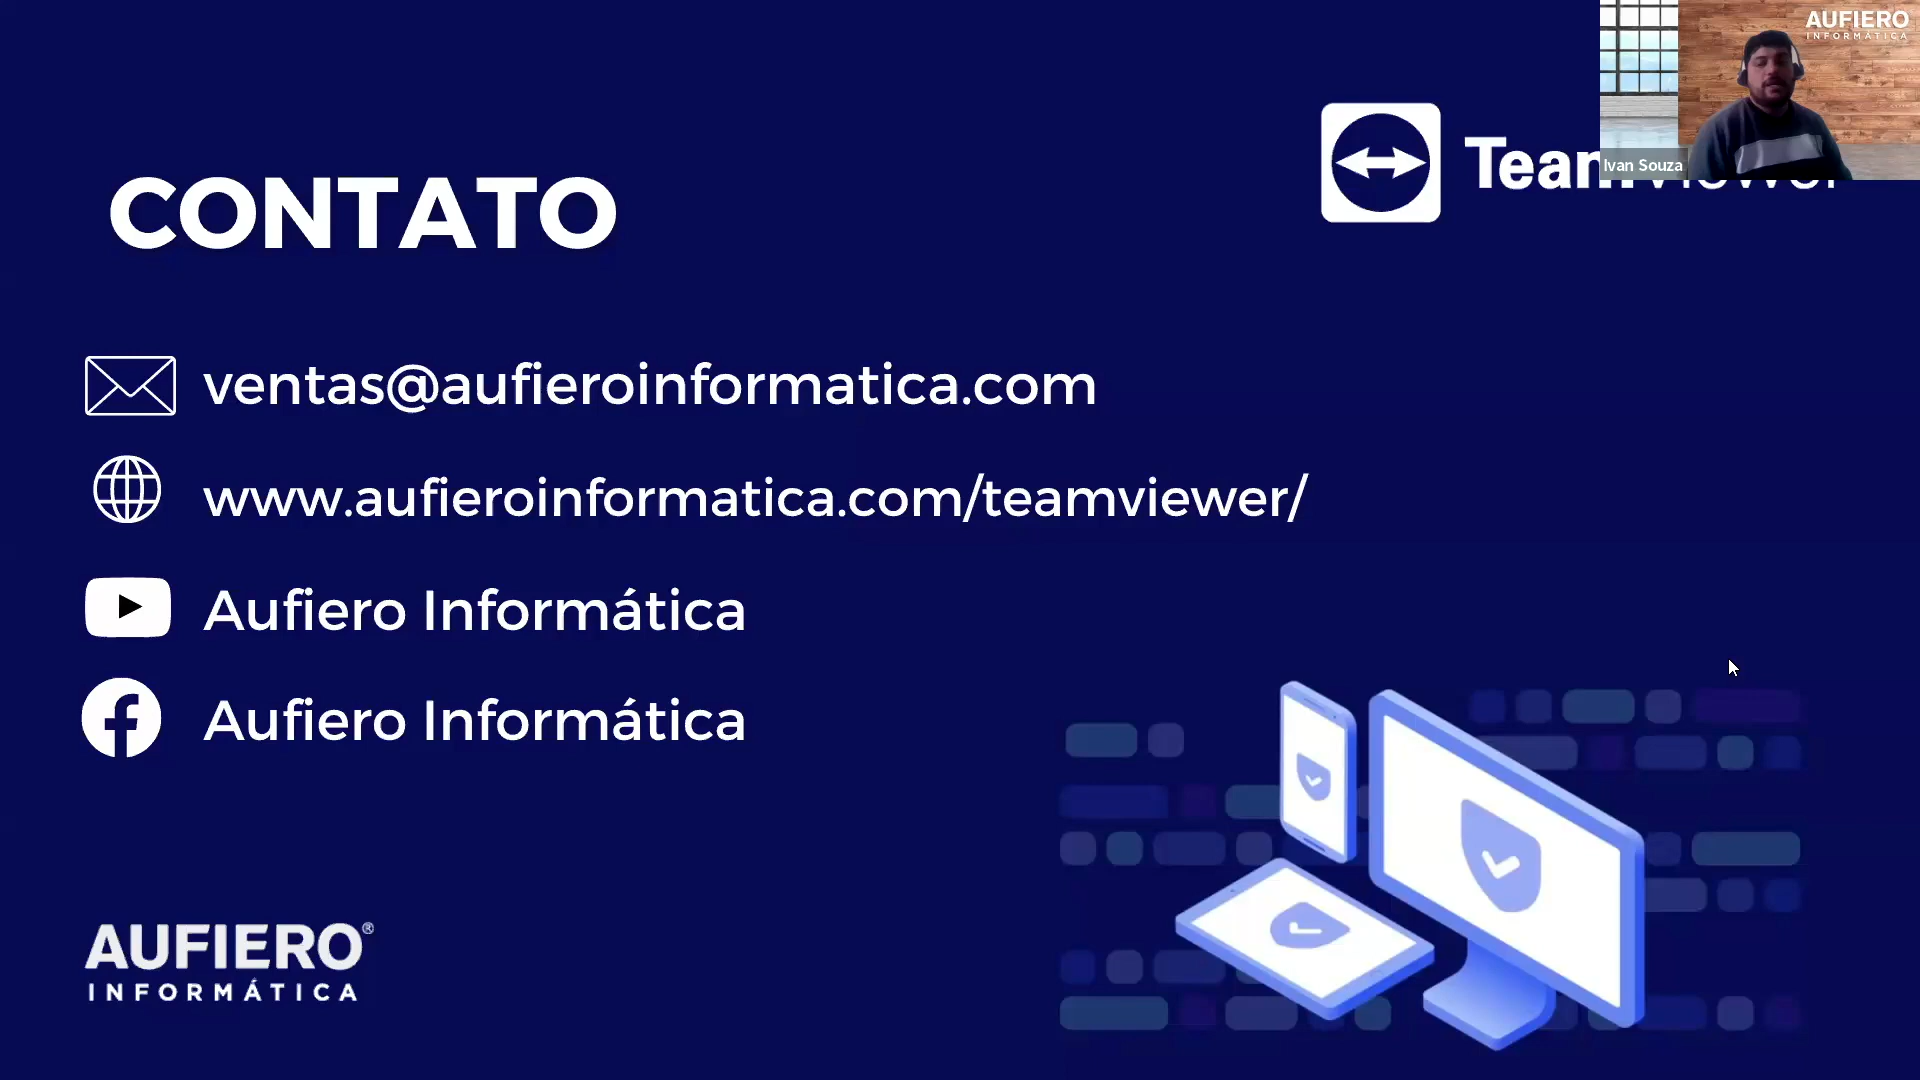 AUFIERO
INFORMÁTICA
Ivan Souza
CONTATO
ventas@aufieroinformatica.com
www.aufieroinformatica.com/teamviewer/
Aufiero Informática
Aufiero Informática
AUFIERO®
INFORMÁTICA